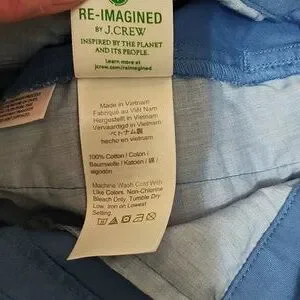 RE-IMAGINED
BY J.CREW
INSPIRED BY THE PLANET
AND ITS PEOPLE.
Learn more at
jcrew.com/reimagined
Made in Vietnam
Fabriqué au Viêt Nam
Hergestellt in Vietnam
Vervaardigd in Vietnam
ベトナム製
hecho en vietnam
100% Cotton / Coton /
Baumwolle / Katoen / 綿 /
algodón
Machine Wash Cold With
Like Colors. Non-Chlorine
Bleach Only. Tumble Dry
Low. Iron on Lowest
Setting.